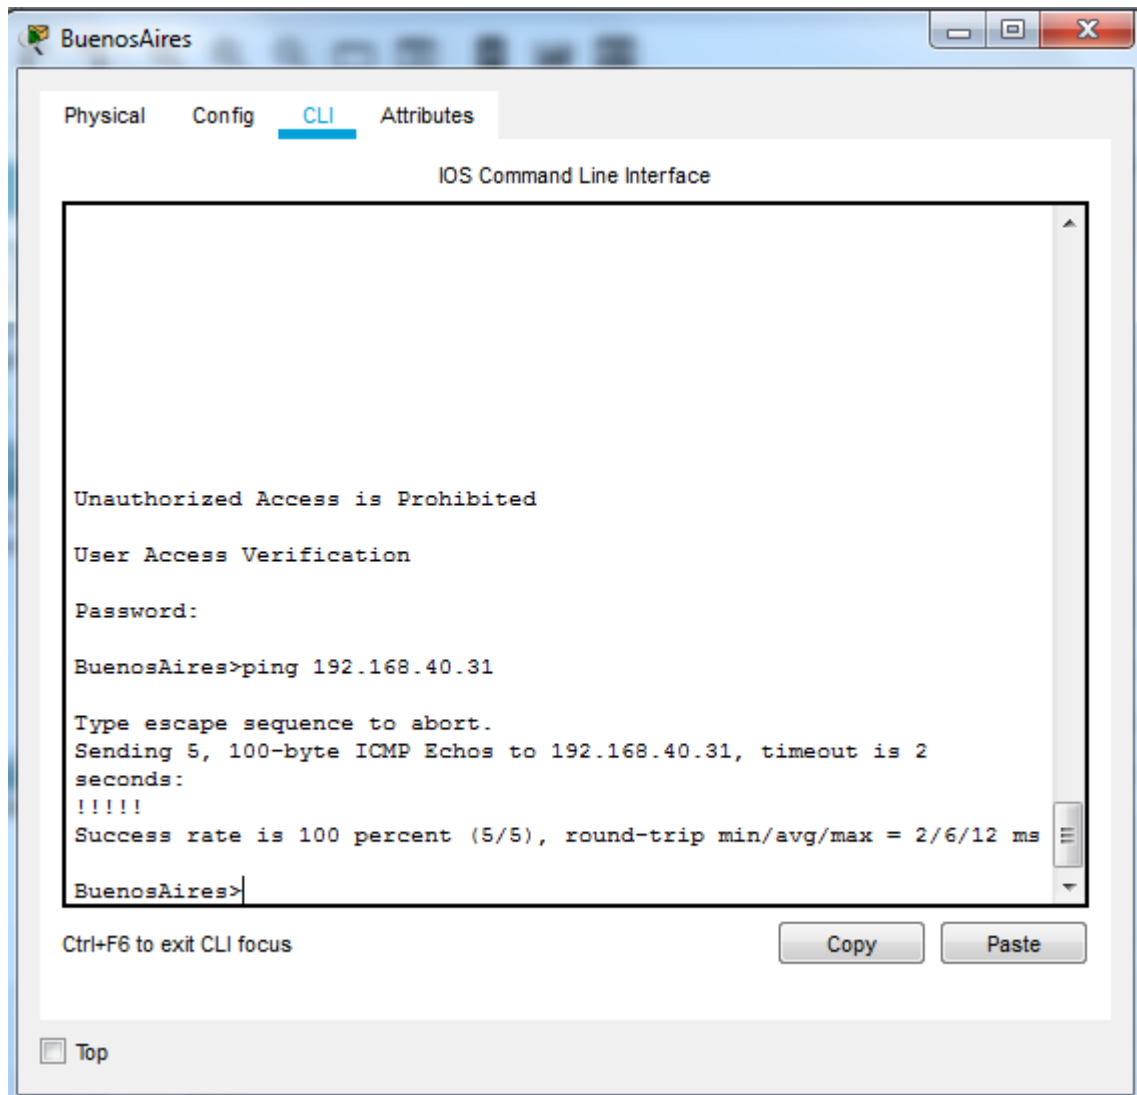 BuenosAires
Physical Config CLI Attributes
IOS Command Line Interface
Unauthorized Access is Prohibited
User Access Verification
Password:
BuenosAires>ping 192.168.40.31
Type escape sequence to abort.
Sending 5, 100-byte ICMP Echos to 192.168.40.31, timeout is 2
seconds:
!!!!!
Success rate is 100 percent (5/5), round-trip min/avg/max = 2/6/12 ms
BuenosAires>
Ctrl+F6 to exit CLI focus
Copy Paste
Top